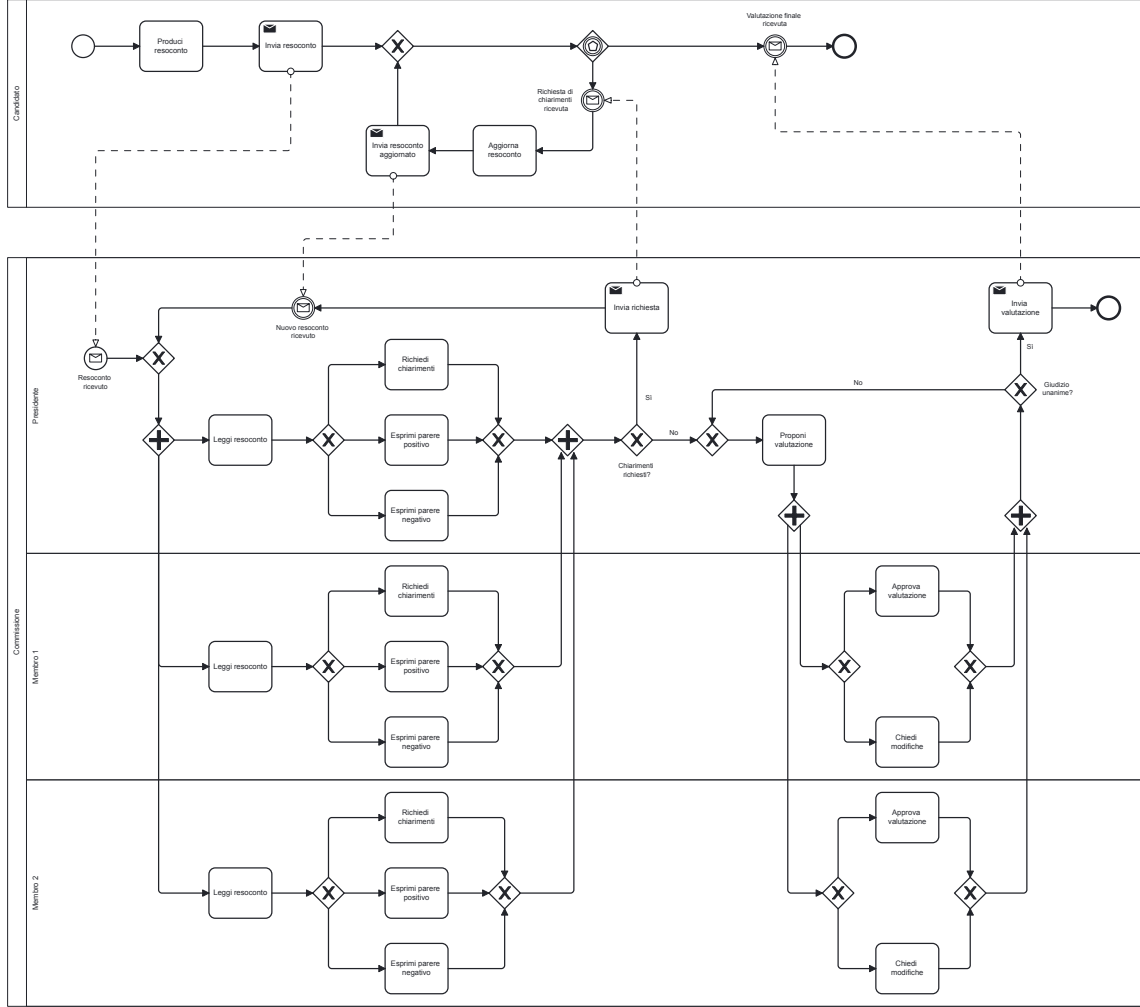 Candidato
Produci
resoconto
Invia resoconto
Valutazione finale
ricevuta
Richiesta di
chiarimenti
ricevuta
Invia resoconto
aggiornato
Aggiorna
resoconto
Commissione
Presidente
Resoconto
ricevuto
Nuovo resoconto
ricevuto
Invia richiesta
Invia
valutazione
Sì
Giudizio
unanime?
No
Richiedi
chiarimenti
Sì
Leggi resoconto
Esprimi parere
positivo
No
Chiarimenti
richiesti?
Proponi
valutazione
Esprimi parere
negativo
Membro 1
Richiedi
chiarimenti
Approva
valutazione
Leggi resoconto
Esprimi parere
positivo
Esprimi parere
negativo
Chiedi
modifiche
Membro 2
Richiedi
chiarimenti
Approva
valutazione
Leggi resoconto
Esprimi parere
positivo
Esprimi parere
negativo
Chiedi
modifiche